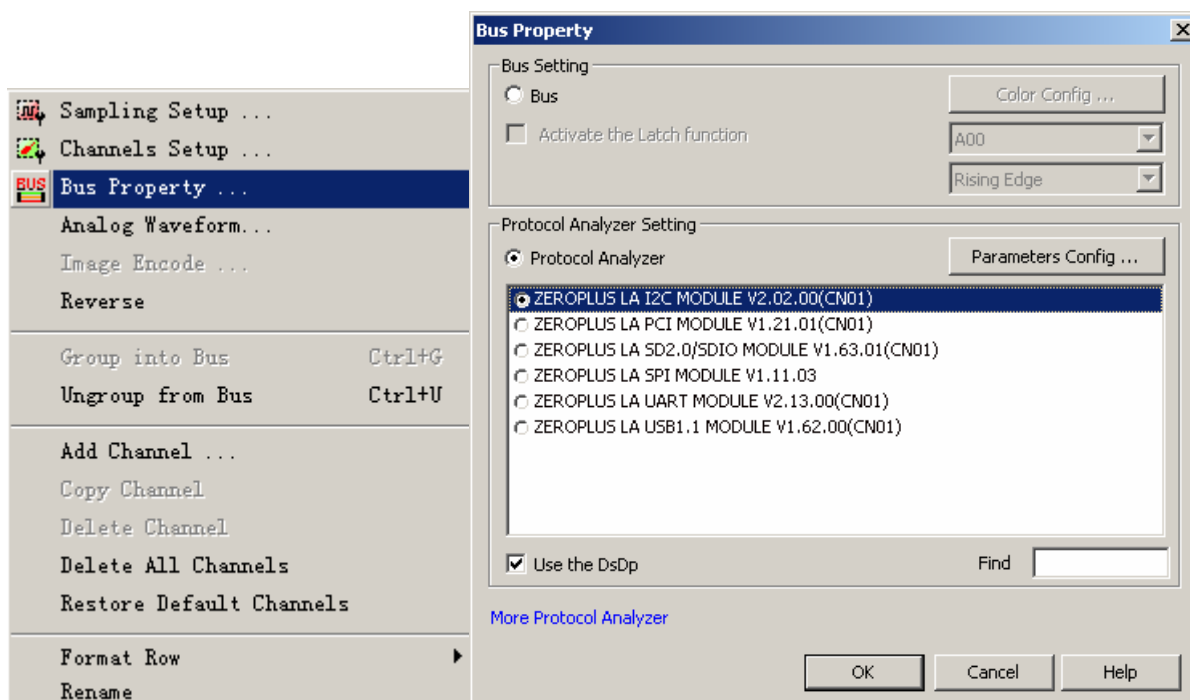 Sampling Setup ...
Channels Setup ...
BUS
Bus Property ...
Analog Waveform...
Image Encode ...
Reverse
Group into Bus Ctrl+G
Ungroup from Bus Ctrl+U
Add Channel ...
Copy Channel
Delete Channel
Delete All Channels
Restore Default Channels
Format Row
Rename
Bus Property
Bus Setting
Bus
Color Config ...
Activate the Latch function
A00
Rising Edge
Protocol Analyzer Setting
Protocol Analyzer
Parameters Config ...
ZEROPLUS LA I2C MODULE V2.02.00(CN01)
ZEROPLUS LA PCI MODULE V1.21.01(CN01)
ZEROPLUS LA SD2.0/SDIO MODULE V1.63.01(CN01)
ZEROPLUS LA SPI MODULE V1.11.03
ZEROPLUS LA UART MODULE V2.13.00(CN01)
ZEROPLUS LA USB1.1 MODULE V1.62.00(CN01)
Use the DsDp
Find
More Protocol Analyzer
OK
Cancel
Help